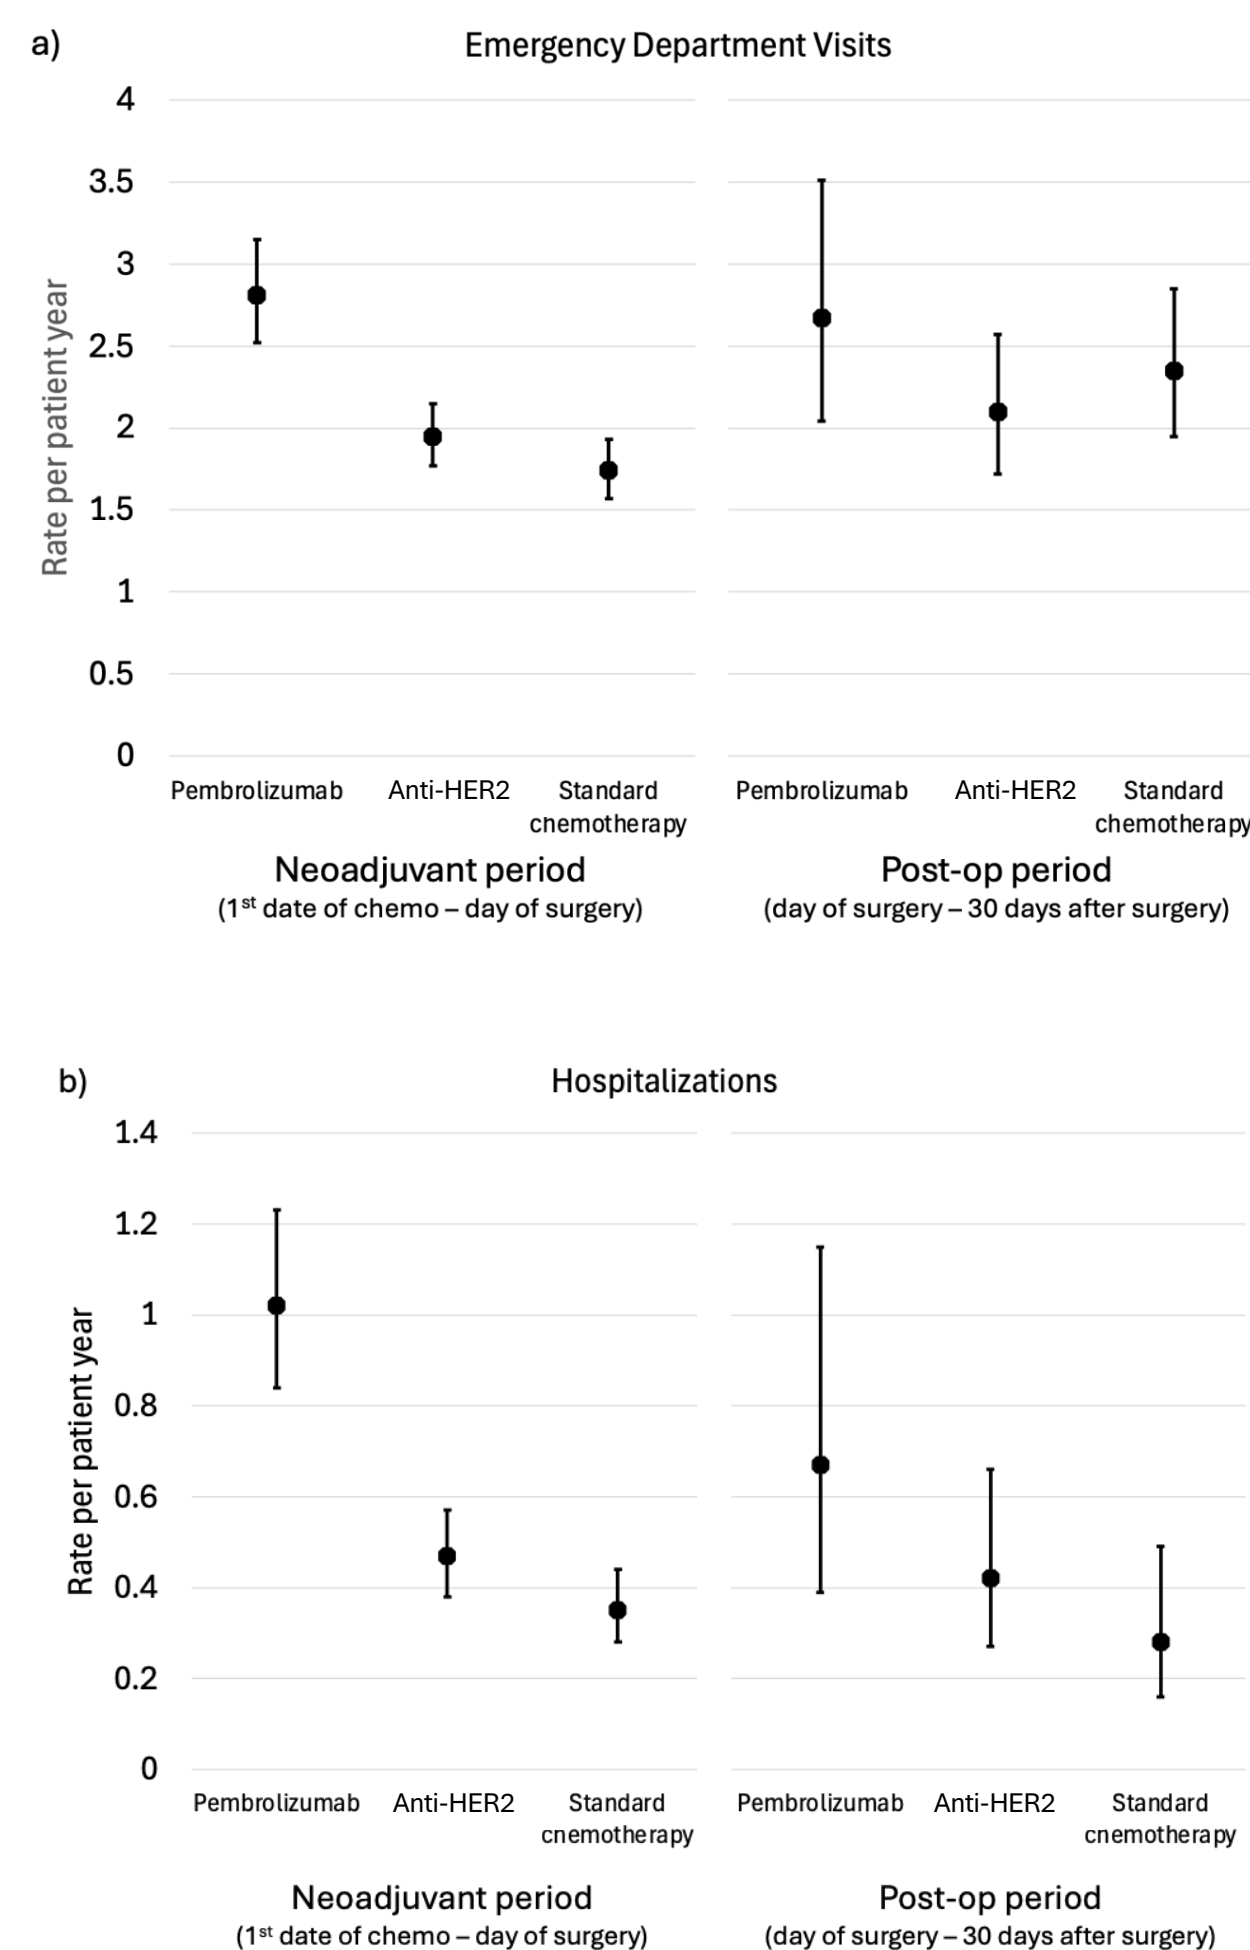 a)
Emergency Department Visits
4
3.5
3
2.5
2
1.5
1
0.5
0
Rate per patient year
Pembrolizumab Anti-HER2 Standard
chemotherapy
Pembrolizumab Anti-HER2 Standard
chemotherapy
Neoadjuvant period
(1st date of chemo – day of surgery)
Post-op period
(day of surgery – 30 days after surgery)
b)
Hospitalizations
1.4
1.2
1
0.8
0.6
0.4
0.2
0
Rate per patient year
Pembrolizumab Anti-HER2 Standard
cnemotherapy
Pembrolizumab Anti-HER2 Standard
cnemotherapy
Neoadjuvant period
(1st date of chemo – day of surgery)
Post-op period
(day of surgery – 30 days after surgery)